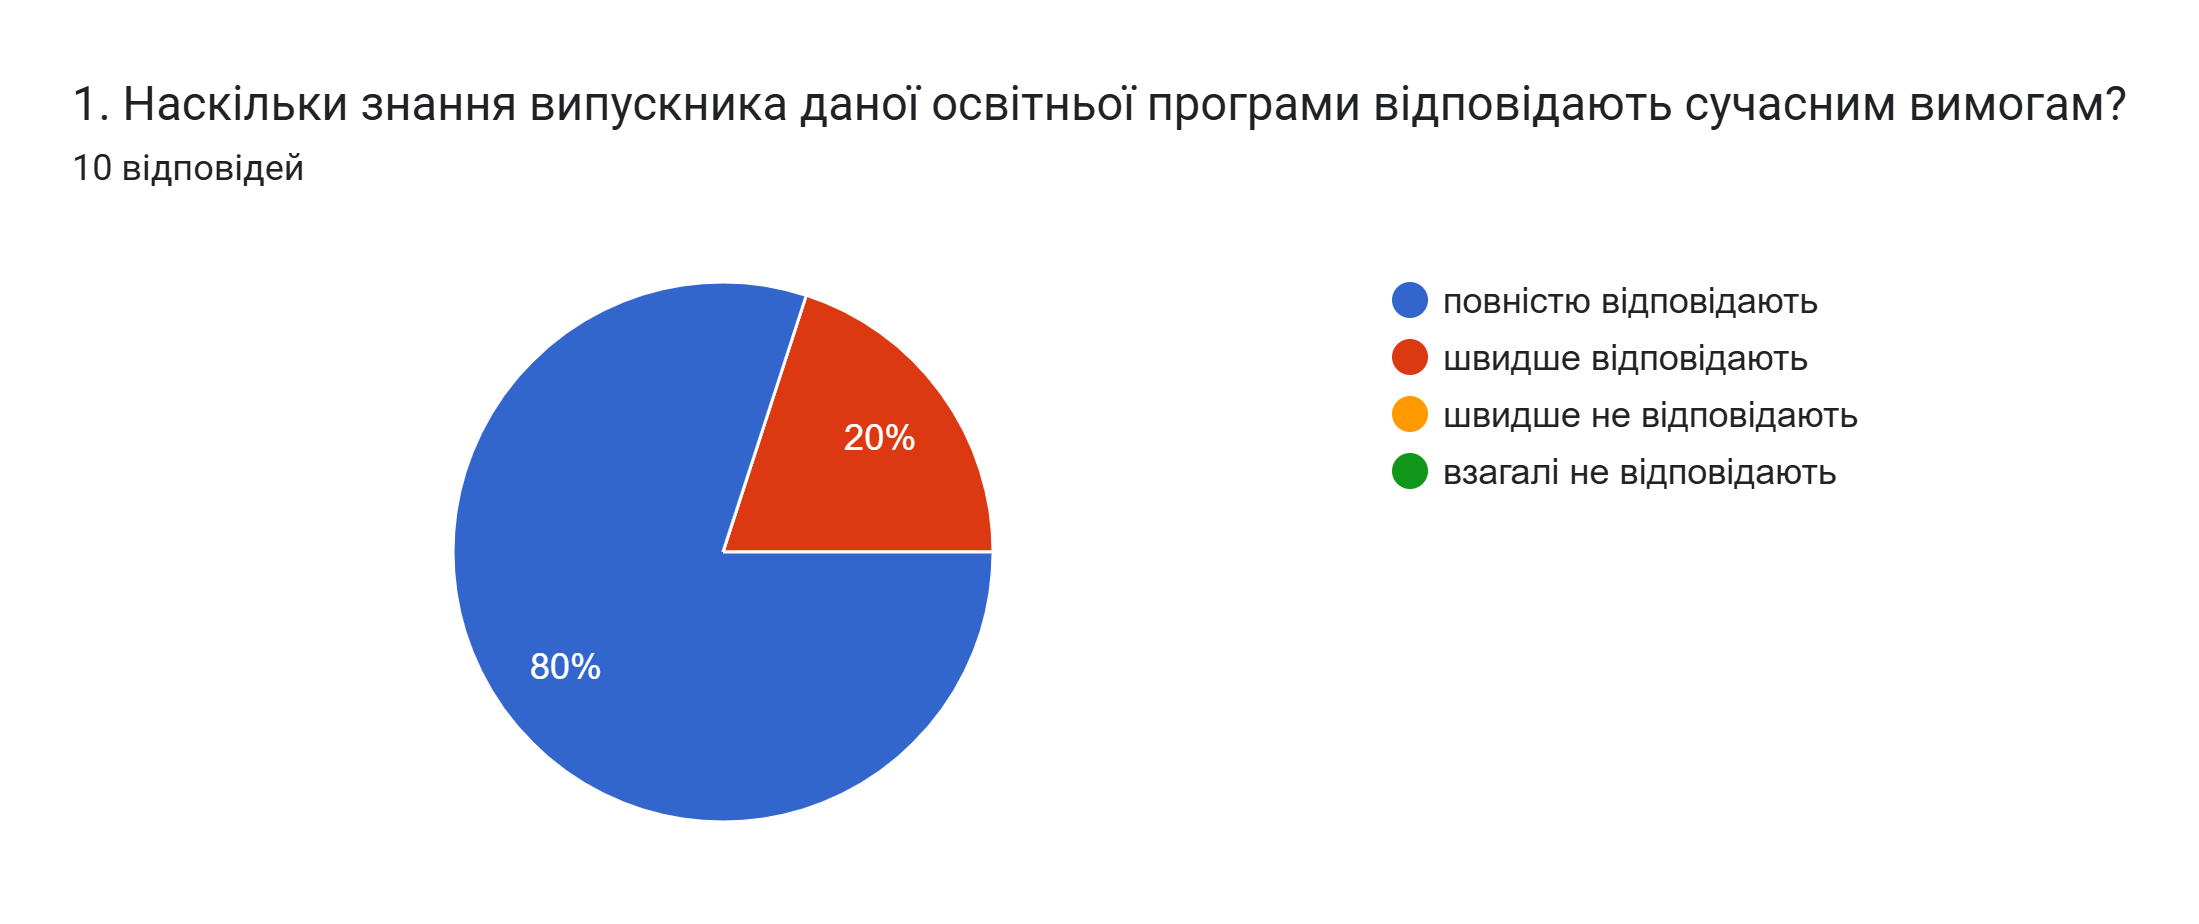 1. Наскільки знання випускника даної освітньої програми відповідають сучасним вимогам?
10 відповідей
повністю відповідають
швидше відповідають
швидше не відповідають
взагалі не відповідають
20%
80%